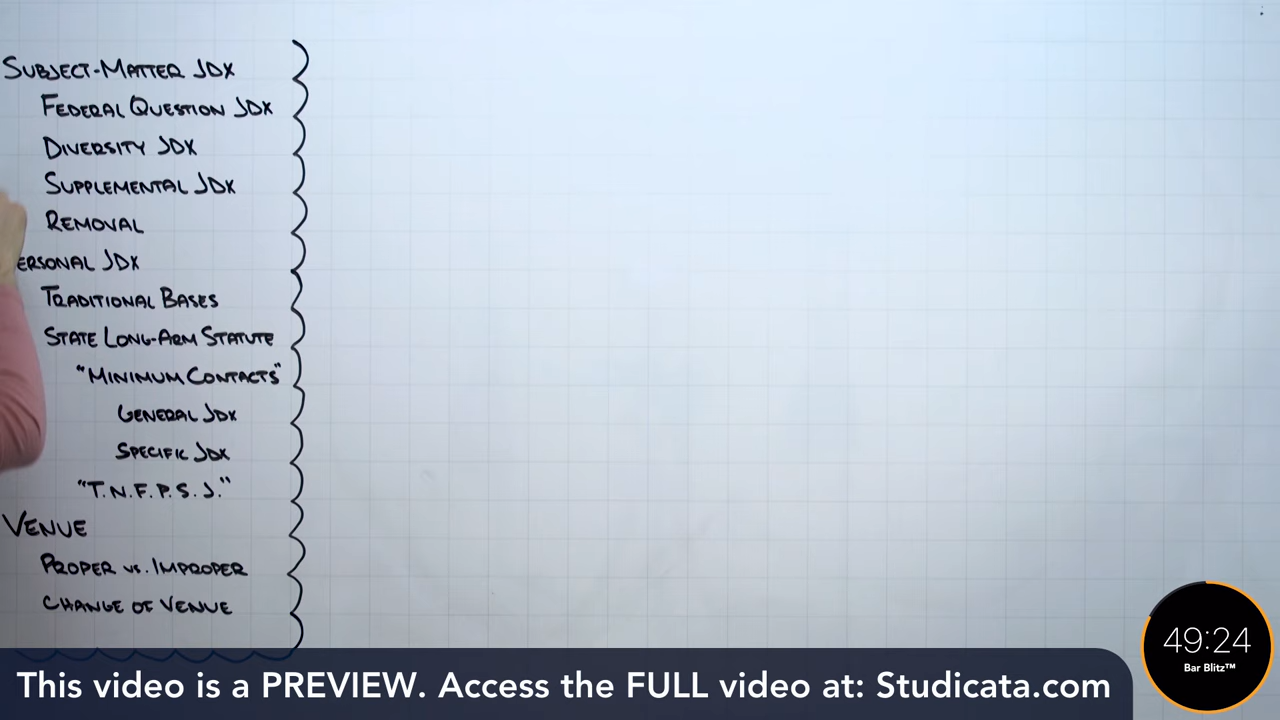 SUBJECT-MATTER JDX
FEDERAL QUESTION JDX
DIVERSITY JDX
SUPPLEMENTAL JDX
REMOVAL
ERSONAL JDX
TRADITIONAL BASES
STATE LONG-ARM STATUTE
"MINIMUM CONTACTS"
GENERAL JDX
SPECIFIC JDX
"T.N.F.P.S.J."
VENUE
PROPER VS. IMPROPER
CHANGE OF VENUE
This video is a PREVIEW. Access the FULL video at: Studicata.com
49:24
Bar Blitz™